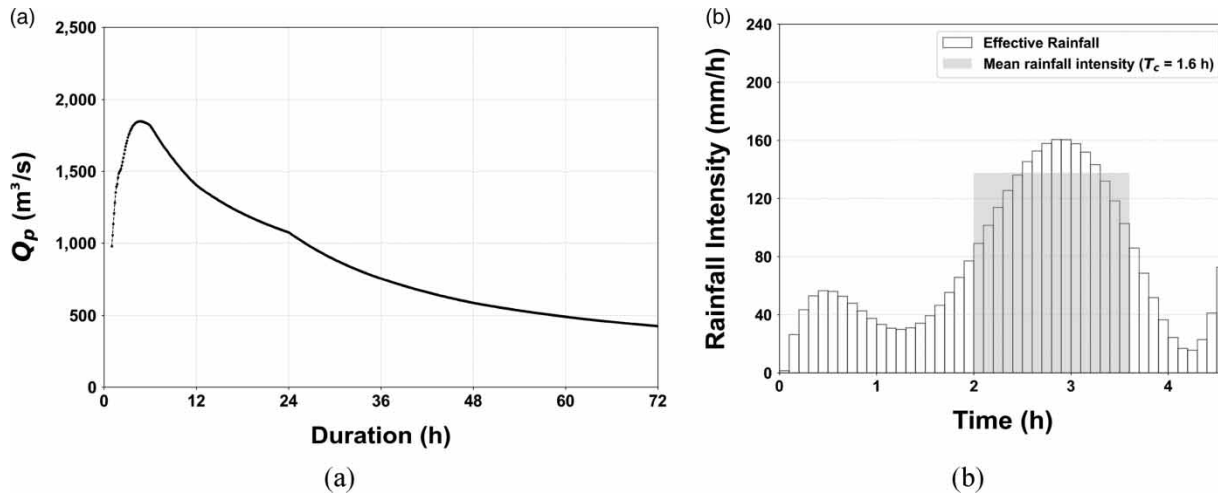 (a)
2,500
2,000
1,500
1,000
500
0
Qp (m³/s)
0 12 24 36 48 60 72
Duration (h)
(a)
(b)
240
200
160
120
80
40
0
Rainfall Intensity (mm/h)
Effective Rainfall
Mean rainfall intensity (Tc = 1.6 h)
0 1 2 3 4
Time (h)
(b)